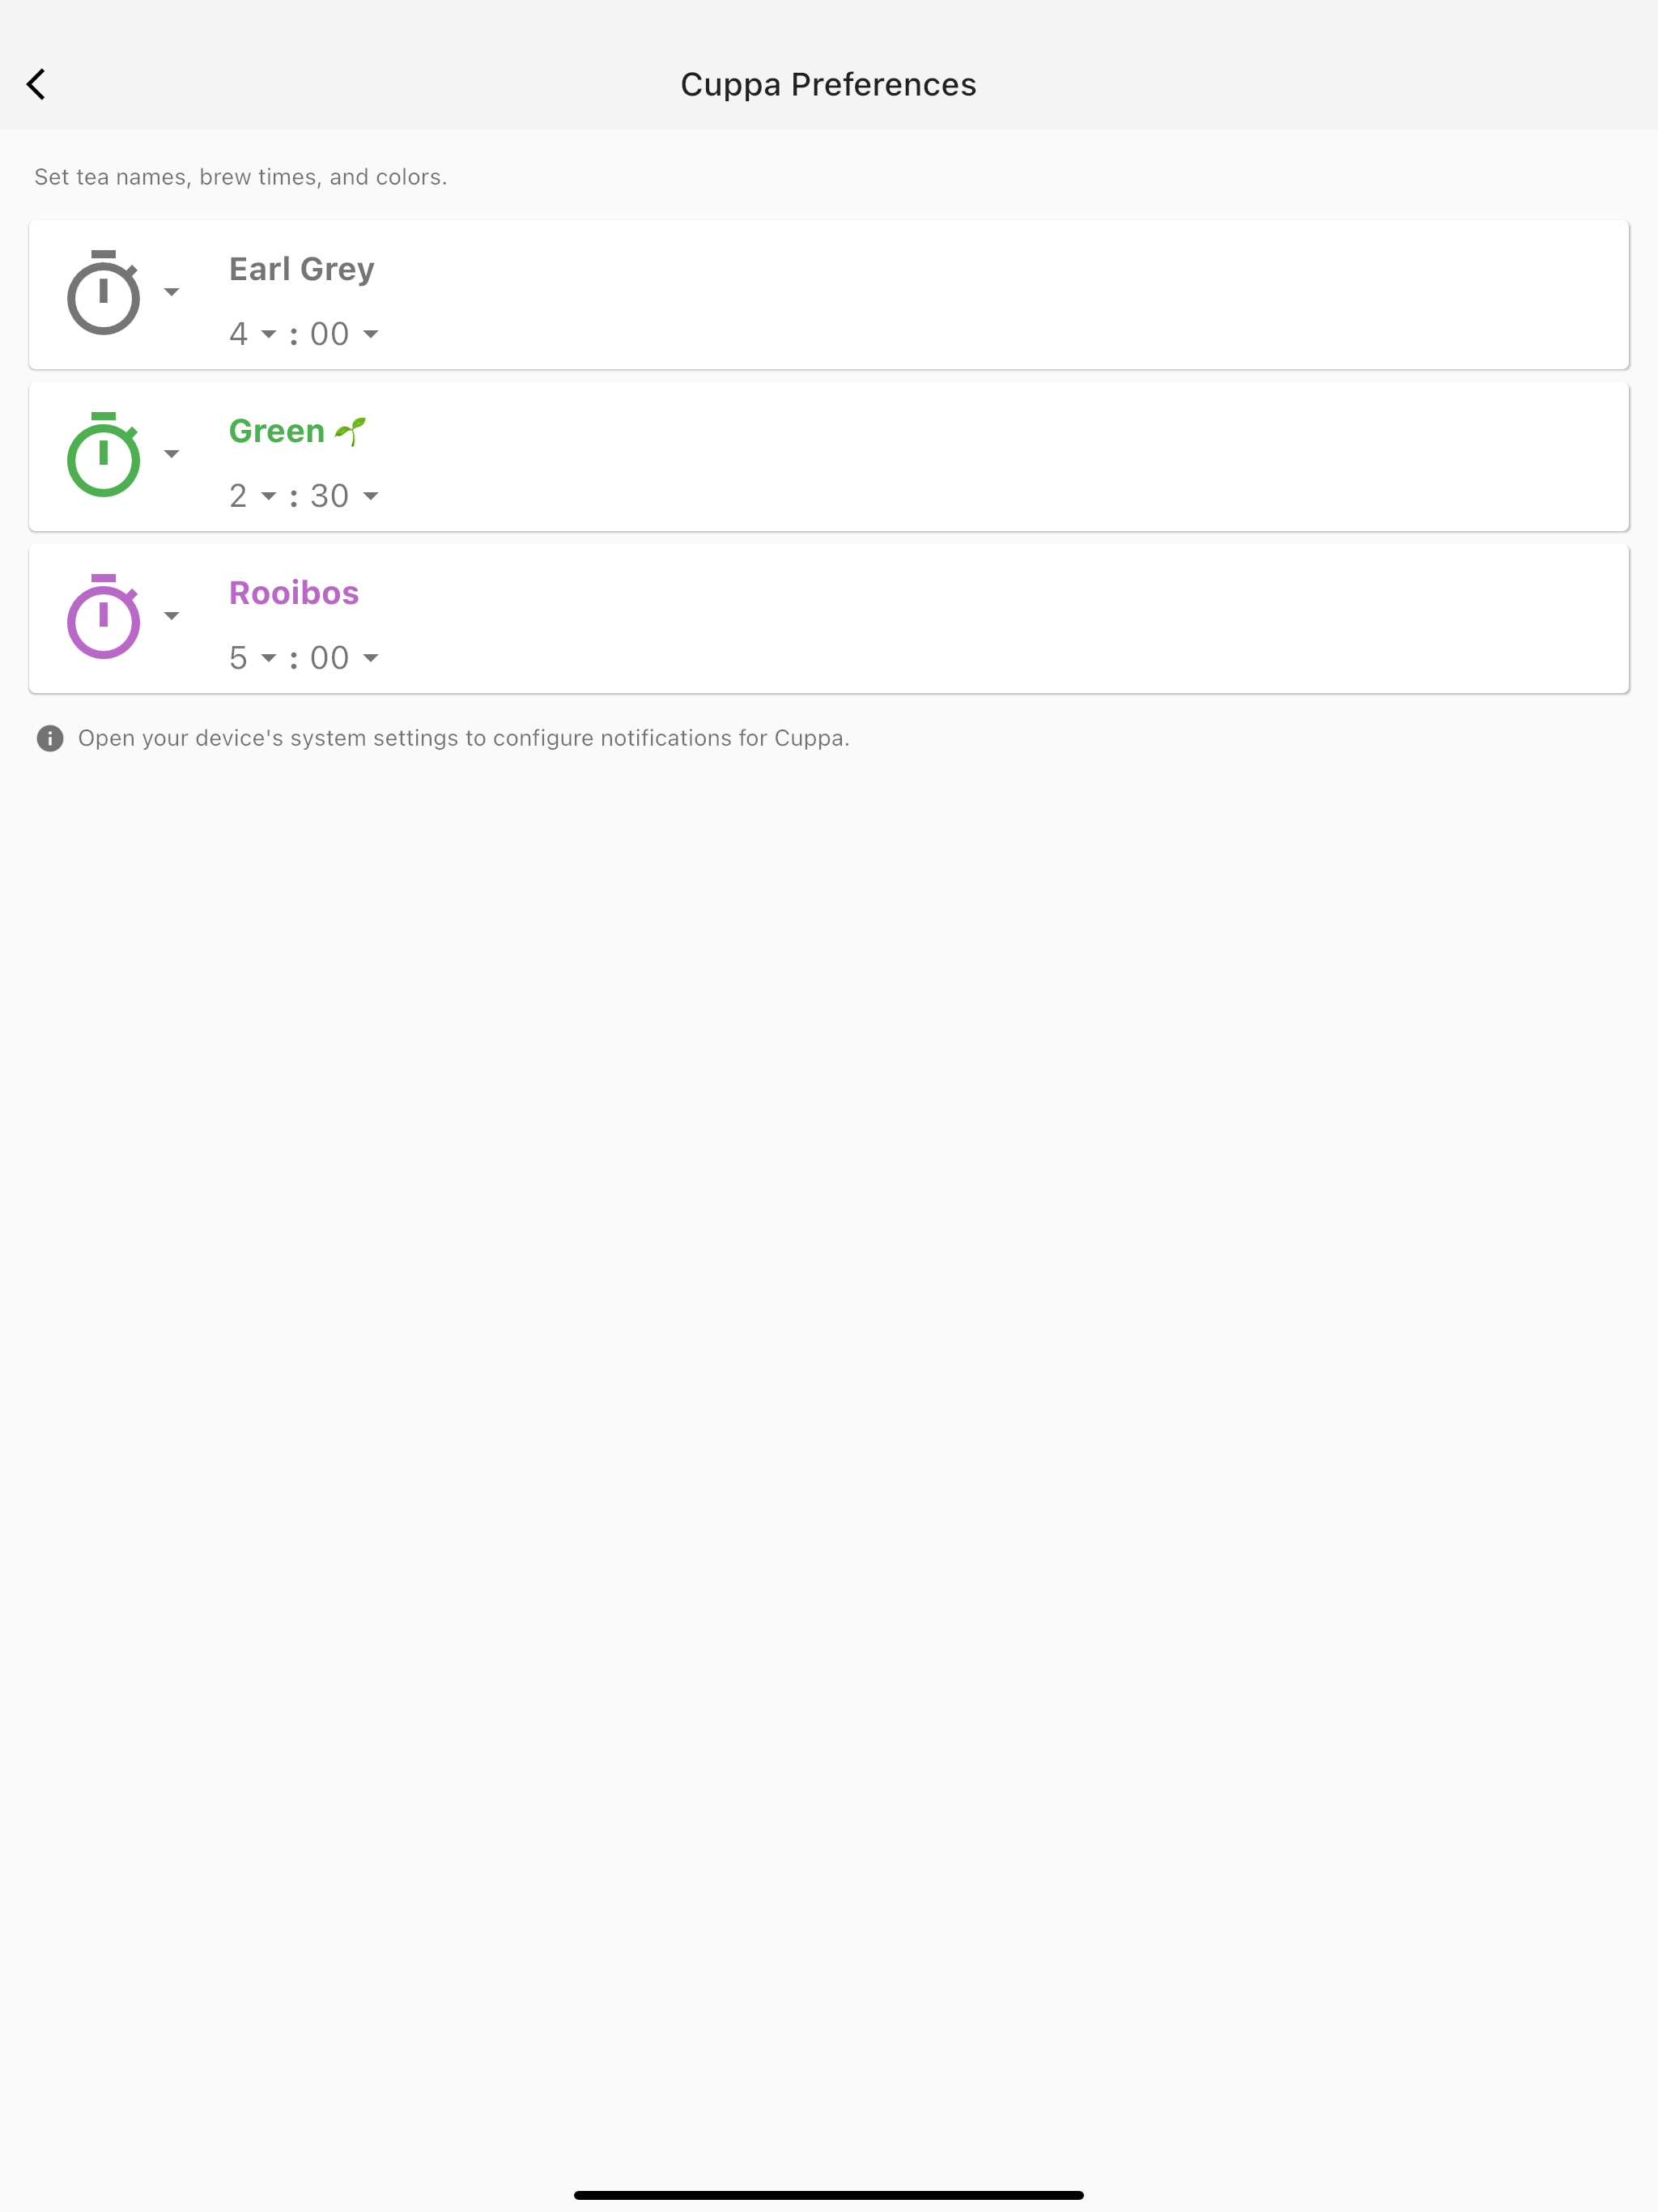 Cuppa Preferences
Set tea names, brew times, and colors.
Earl Grey
4 : 00
Green 🌱
2 : 30
Rooibos
5 : 00
Open your device's system settings to configure notifications for Cuppa.